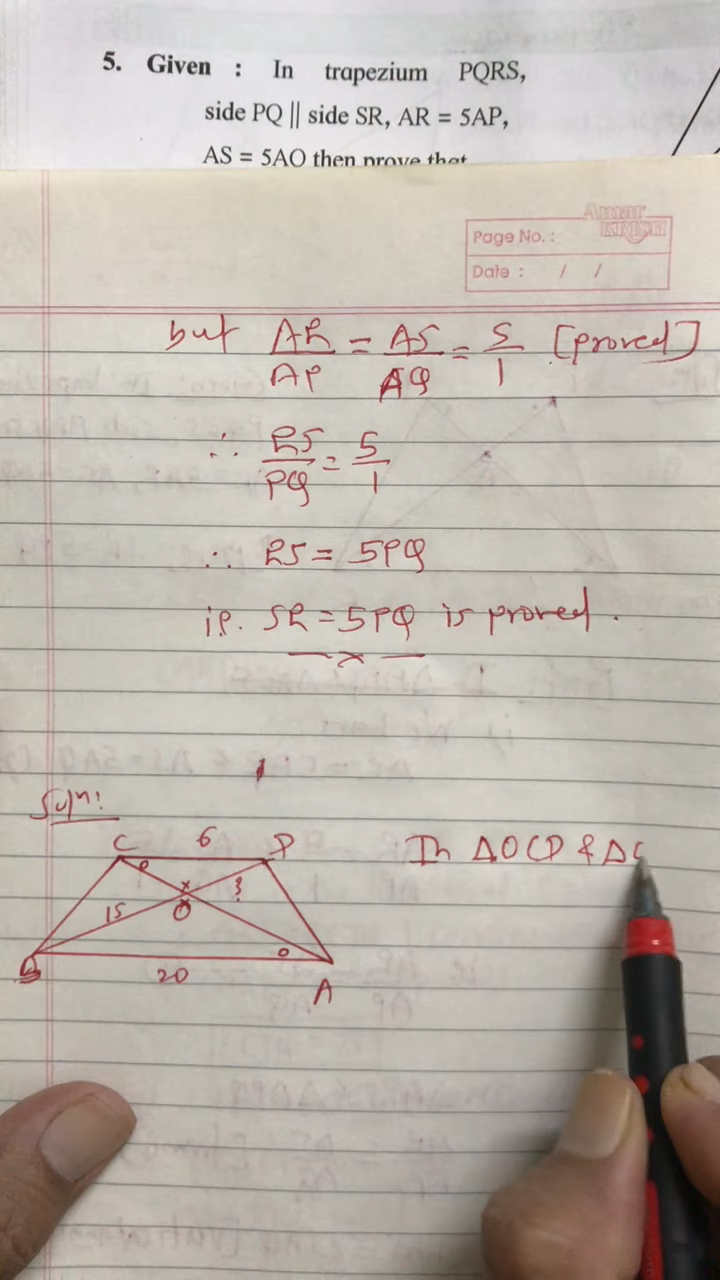 5. Given : In trapezium PQRS,
side PQ || side SR, AR = 5AP,
AS = 5AQ then prove that
Page No. :
Date : / /
but AR/AP = AS/AQ = 5/1 [proved]
∴ RS/PQ = 5/1
∴ RS = 5PQ
i.e. SR = 5PQ is proved.
Soln:
C 6 D
15 O ?
B 20 A
In ΔOCD & ΔO